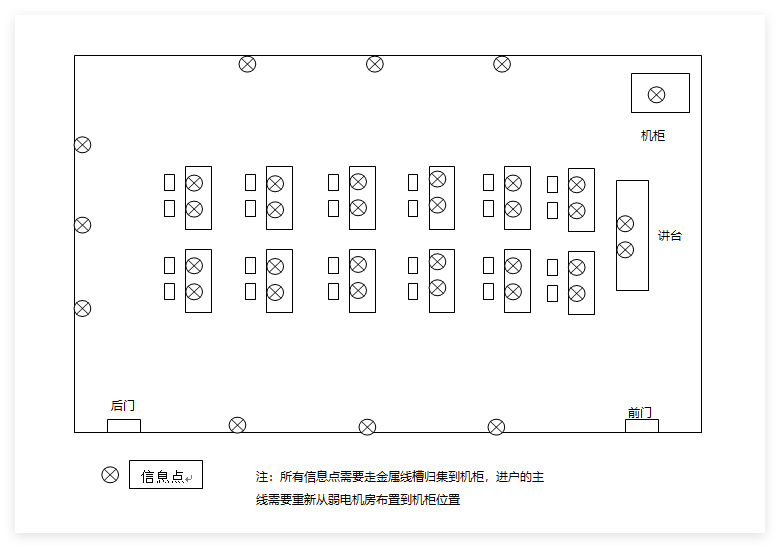 机柜
讲台
后门
前门
信息点
注：所有信息点需要走金属线槽归集到机柜，进户的主
线需要重新从弱电机房布置到机柜位置